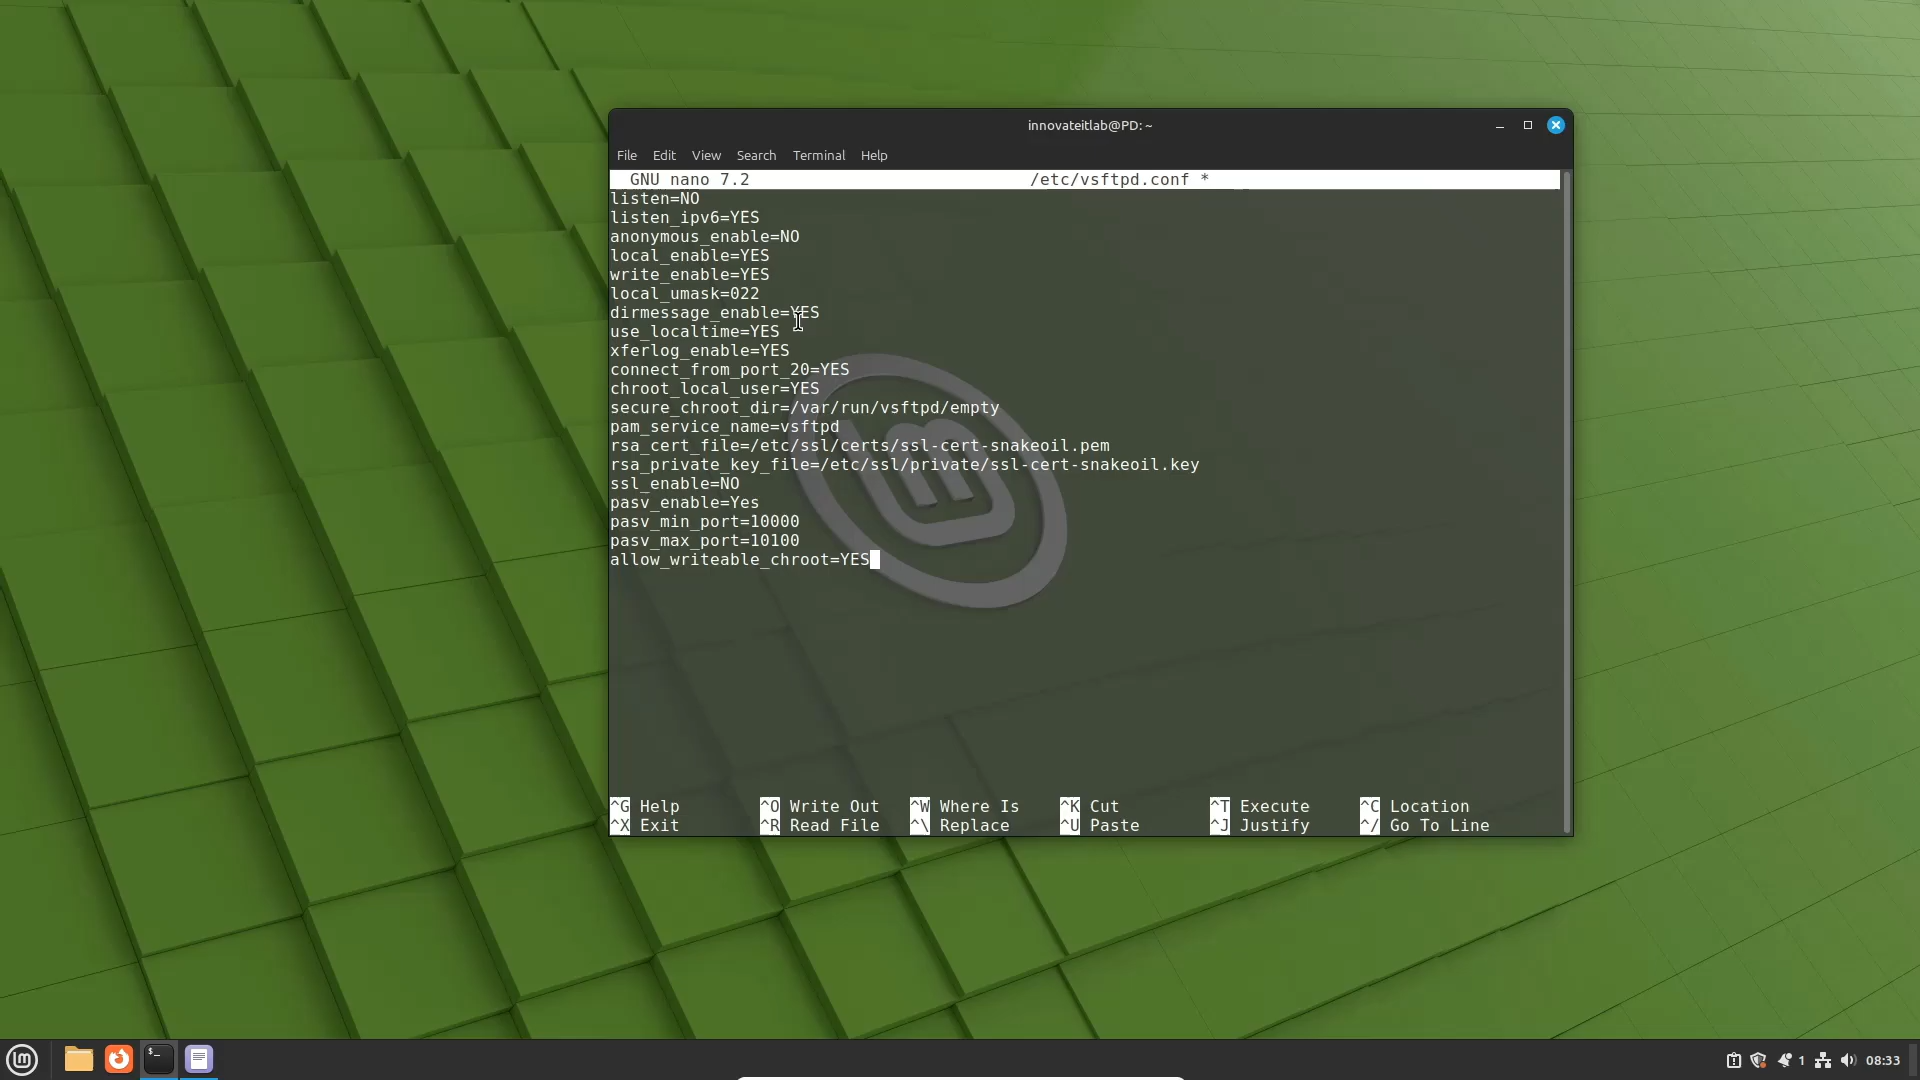 innovateitlab@PD: ~
File Edit View Search Terminal Help
GNU nano 7.2 /etc/vsftpd.conf *
listen=NO
listen_ipv6=YES
anonymous_enable=NO
local_enable=YES
write_enable=YES
local_umask=022
dirmessage_enable=YES
use_localtime=YES
xferlog_enable=YES
connect_from_port_20=YES
chroot_local_user=YES
secure_chroot_dir=/var/run/vsftpd/empty
pam_service_name=vsftpd
rsa_cert_file=/etc/ssl/certs/ssl-cert-snakeoil.pem
rsa_private_key_file=/etc/ssl/private/ssl-cert-snakeoil.key
ssl_enable=NO
pasv_enable=Yes
pasv_min_port=10000
pasv_max_port=10100
allow_writeable_chroot=YES
^G Help ^O Write Out ^W Where Is ^K Cut ^T Execute ^C Location
^X Exit ^R Read File ^\ Replace ^U Paste ^J Justify ^/ Go To Line
1 08:33